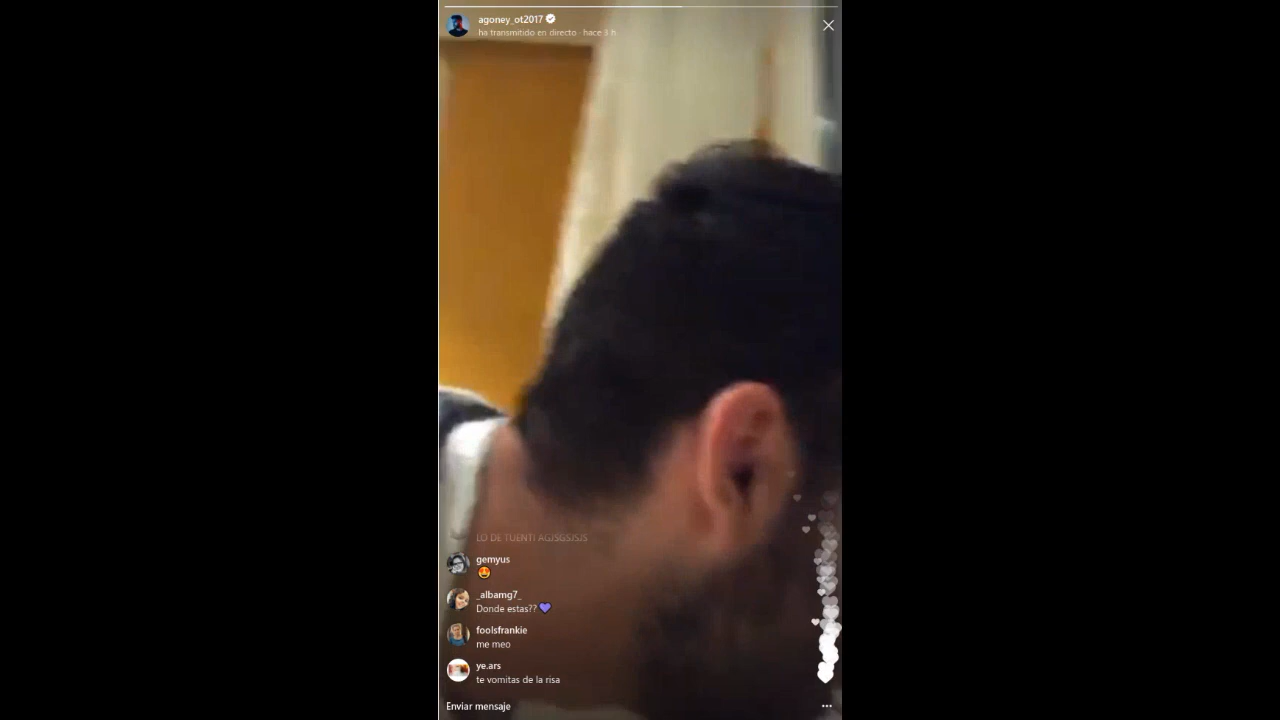 agoney_ot2017
ha transmitido en directo · hace 3 h
LO DE TUENTI AGJSGSJSJS
gemyus
🤩
_albamg7_
Donde estas?? 💜
foolsfrankie
me meo
ye.ars
te vomitas de la risa
Enviar mensaje